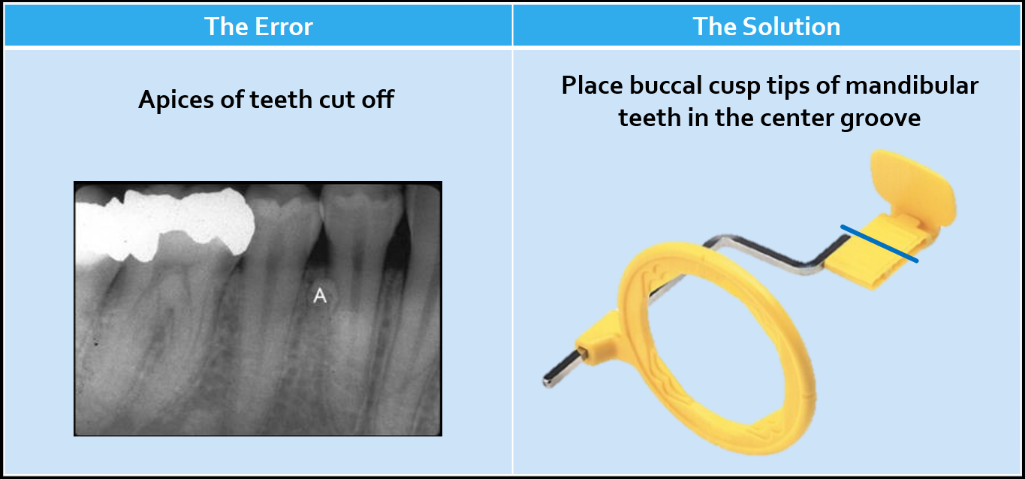 The Error
The Solution
Apices of teeth cut off
Place buccal cusp tips of mandibular
teeth in the center groove
A